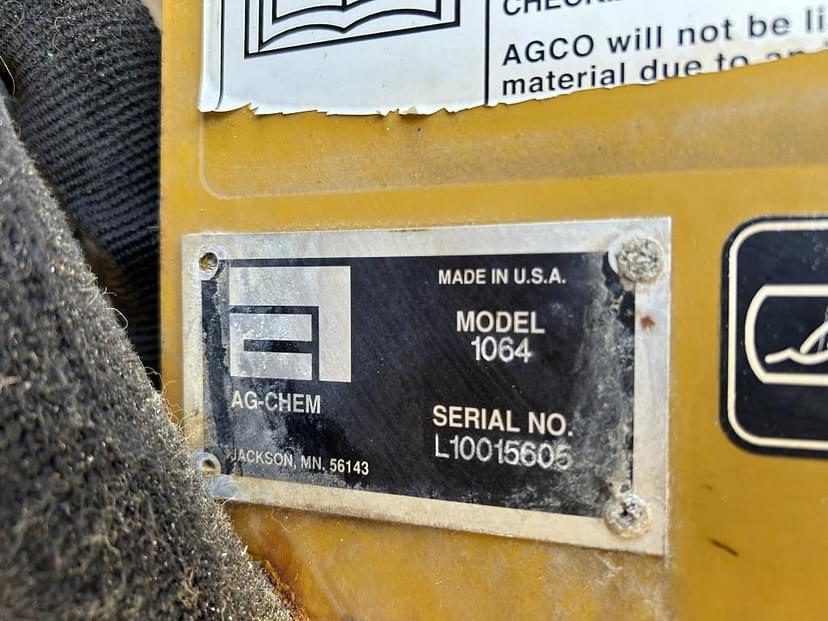 AGCO will not be li
material due to an
MADE IN U.S.A.
MODEL
1064
AG-CHEM
SERIAL NO.
L10015605
JACKSON, MN. 56143